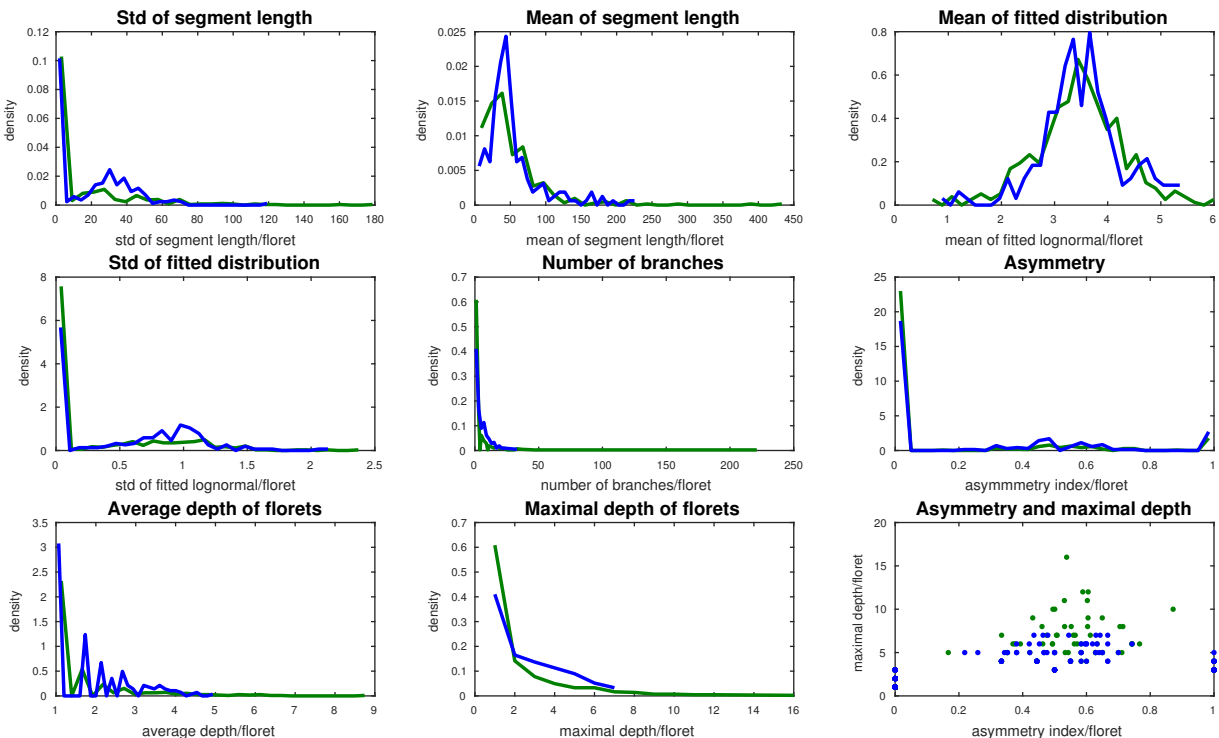 Std of segment length
0.12
0.1
0.08
0.06
0.04
0.02
0
density
0 20 40 60 80 100 120 140 160 180
std of segment length/floret
Mean of segment length
0.025
0.02
0.015
0.01
0.005
0
density
0 50 100 150 200 250 300 350 400 450
mean of segment length/floret
Mean of fitted distribution
0.8
0.6
0.4
0.2
0
density
0 1 2 3 4 5 6
mean of fitted lognormal/floret
Std of fitted distribution
8
6
4
2
0
density
0 0.5 1 1.5 2 2.5
std of fitted lognormal/floret
Number of branches
0.7
0.6
0.5
0.4
0.3
0.2
0.1
0
density
0 50 100 150 200 250
number of branches/floret
Asymmetry
25
20
15
10
5
0
density
0 0.2 0.4 0.6 0.8 1
asymmmetry index/floret
Average depth of florets
3.5
3
2.5
2
1.5
1
0.5
0
density
1 2 3 4 5 6 7 8 9
average depth/floret
Maximal depth of florets
0.7
0.6
0.5
0.4
0.3
0.2
0.1
0
density
0 2 4 6 8 10 12 14 16
maximal depth/floret
Asymmetry and maximal depth
20
15
10
5
0
maximal depth/floret
0 0.2 0.4 0.6 0.8 1
asymmetry index/floret